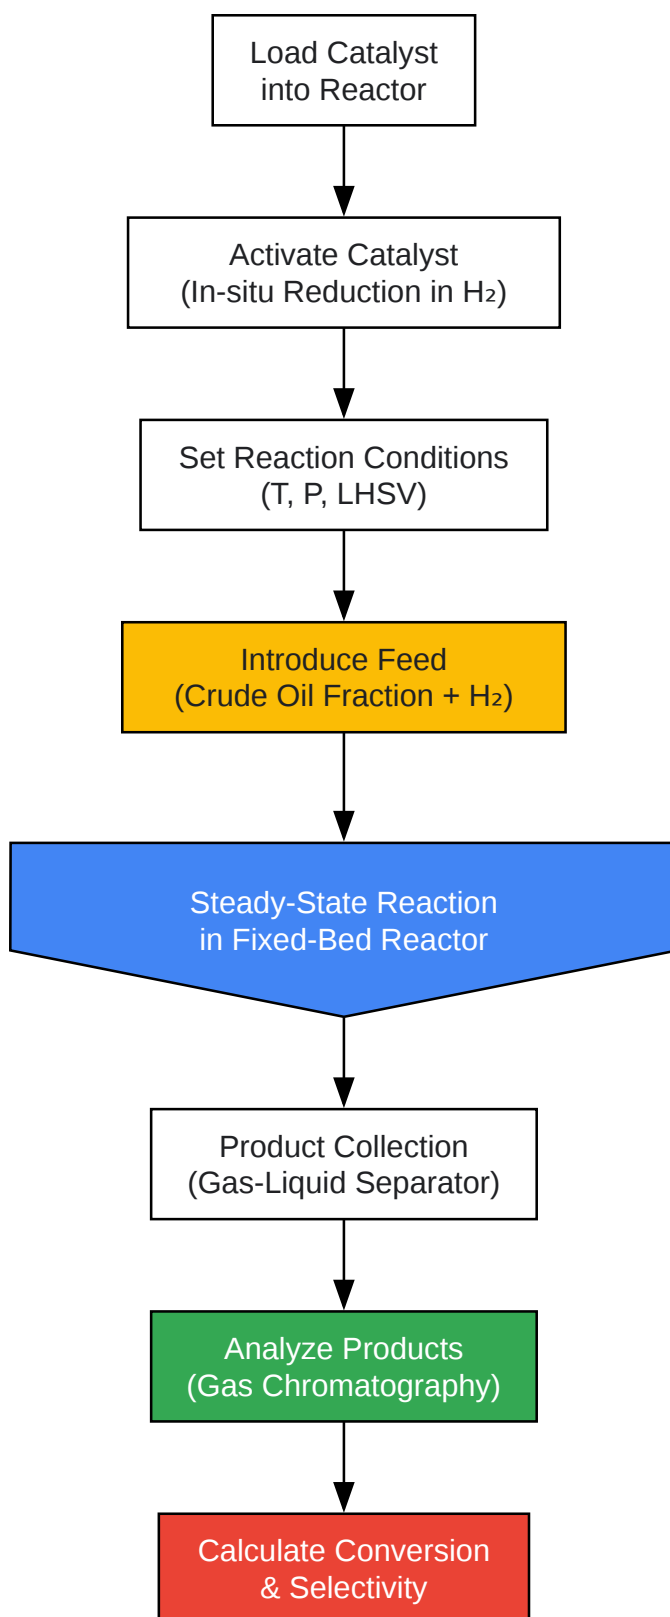 Load Catalyst
into Reactor
Activate Catalyst
(In-situ Reduction in H₂)
Set Reaction Conditions
(T, P, LHSV)
Introduce Feed
(Crude Oil Fraction + H₂)
Steady-State Reaction
in Fixed-Bed Reactor
Product Collection
(Gas-Liquid Separator)
Analyze Products
(Gas Chromatography)
Calculate Conversion
& Selectivity